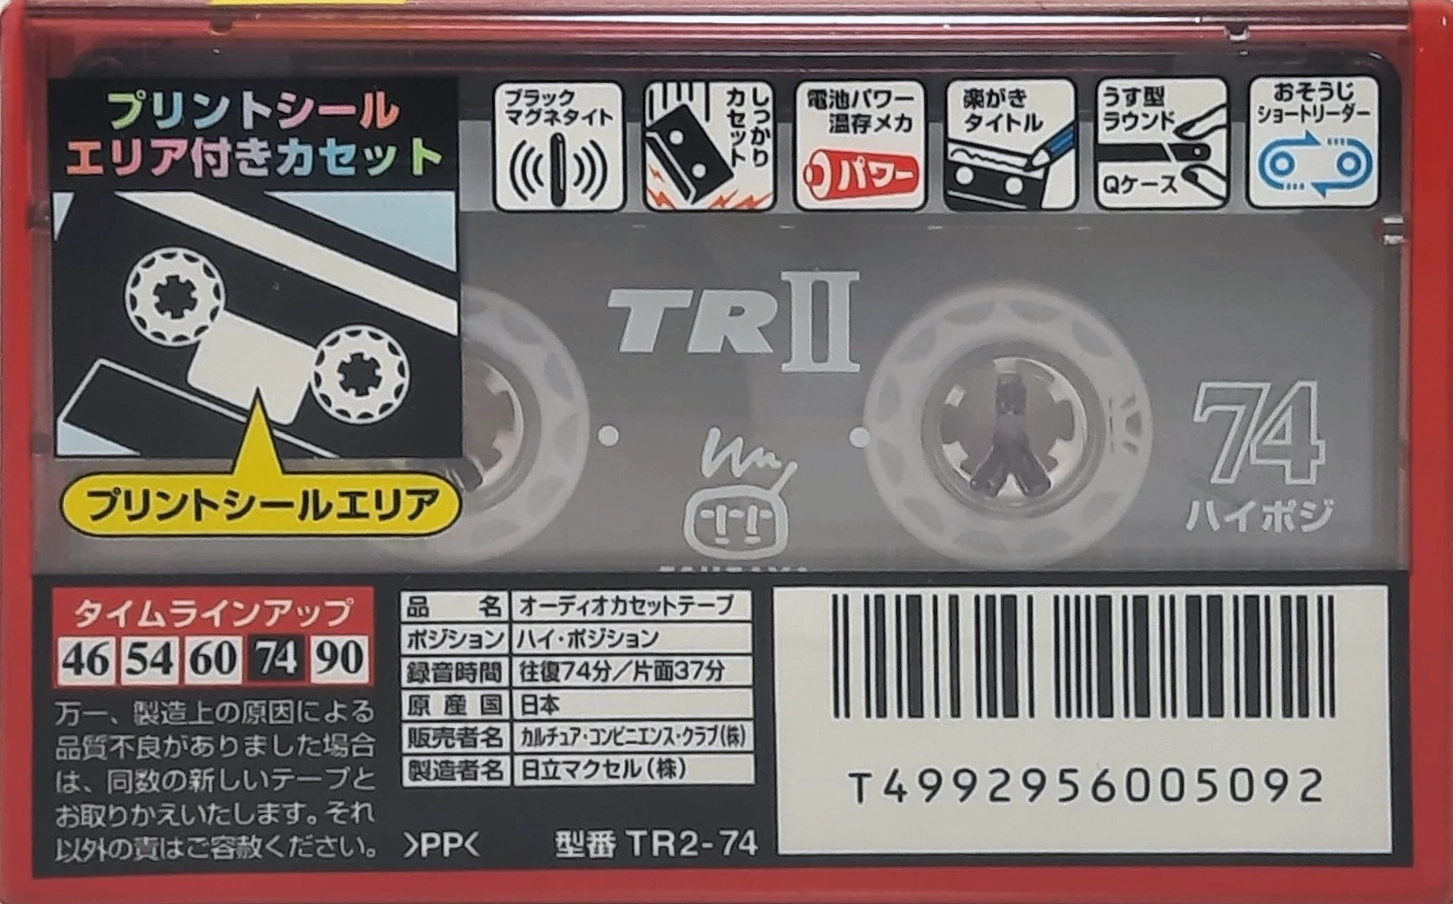 プリントシール
エリア付きカセット
ブラック
マグネタイト
しっかり
カセット
電池パワー
温存メカ
パワー
楽がき
タイトル
うす型
ラウンド
Qケース
おそうじ
ショートリーダー
TRII
74
ハイポジ
プリントシールエリア
タイムラインアップ
46 54 60 74 90
万一、製造上の原因による
品質不良がありました場合
は、同数の新しいテープと
お取りかえいたします。それ
以外の責はご容赦ください。
品名 オーディオカセットテープ
ポジション ハイ・ポジション
録音時間 往復74分/片面37分
原産国 日本
販売者名 カルチュア・コンビニエンス・クラブ(株)
製造者名 日立マクセル(株)
>PP< 型番 TR2-74
T4992956005092